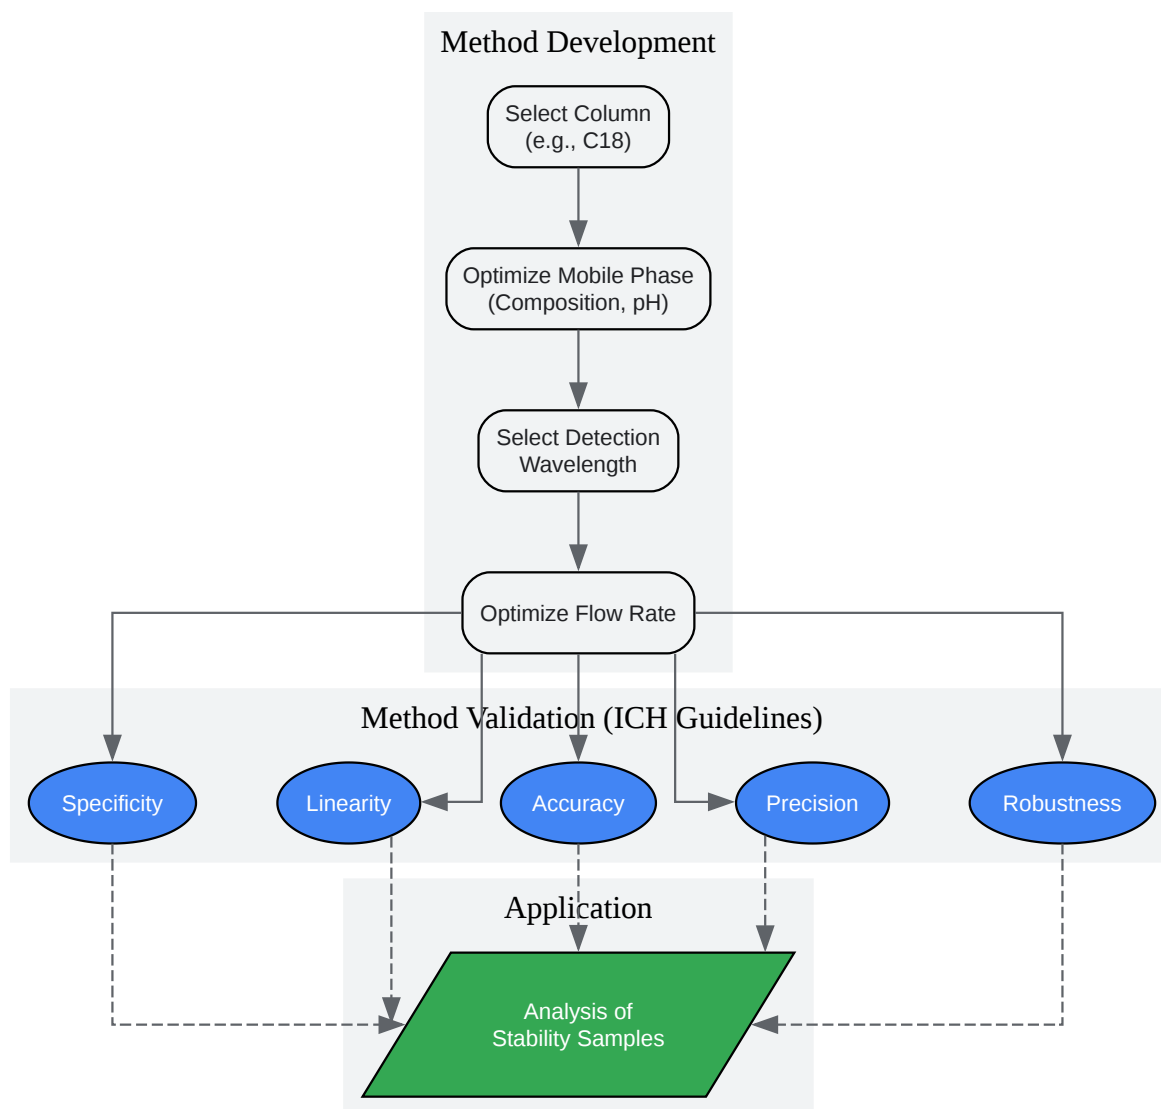 Method Development
Select Column
(e.g., C18)
Optimize Mobile Phase
(Composition, pH)
Select Detection
Wavelength
Optimize Flow Rate
Method Validation (ICH Guidelines)
Specificity
Linearity
Accuracy
Precision
Robustness
Application
Analysis of
Stability Samples